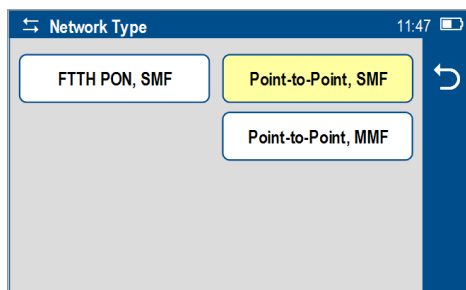 Network Type 11:47
FTTH PON, SMF
Point-to-Point, SMF
Point-to-Point, MMF